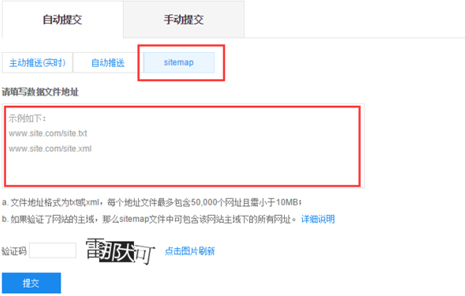 自动提交 手动提交
主动推送(实时) 自动推送 sitemap
请填写数据文件地址
示例如下：
www.site.com/site.txt
www.site.com/site.xml
a. 文件地址格式为txt或xml，每个地址文件最多包含50,000个网址且需小于10MB；
b. 如果验证了网站的主域，那么sitemap文件中可包含该网站主域下的所有网址。 详细说明
验证码 雷那伏可 点击图片刷新
提交